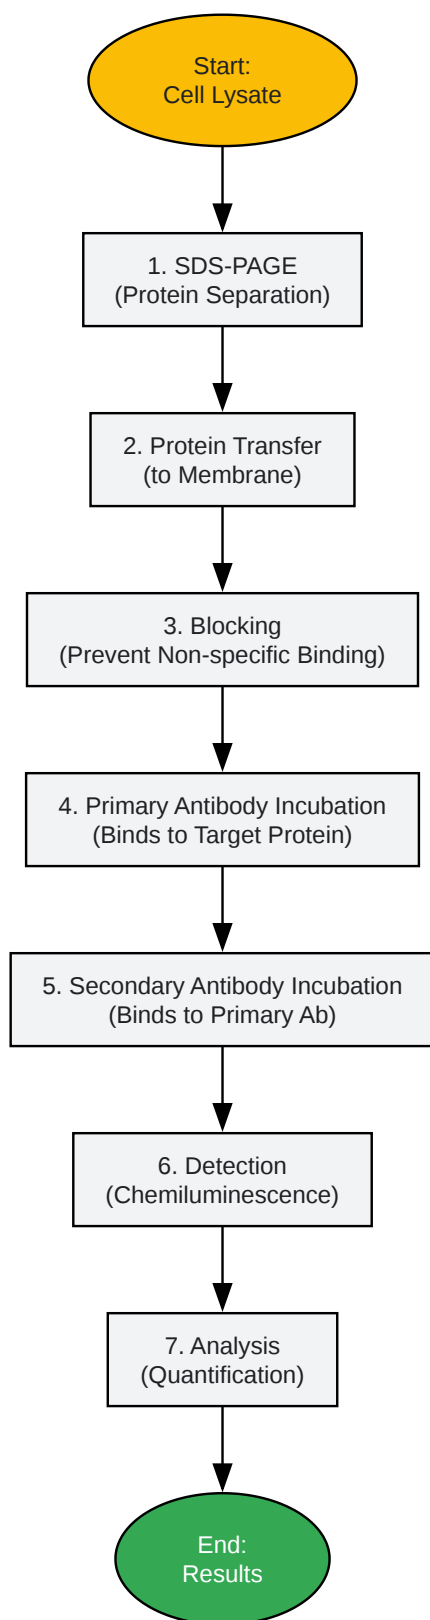 Start:
Cell Lysate
1. SDS-PAGE
(Protein Separation)
2. Protein Transfer
(to Membrane)
3. Blocking
(Prevent Non-specific Binding)
4. Primary Antibody Incubation
(Binds to Target Protein)
5. Secondary Antibody Incubation
(Binds to Primary Ab)
6. Detection
(Chemiluminescence)
7. Analysis
(Quantification)
End:
Results